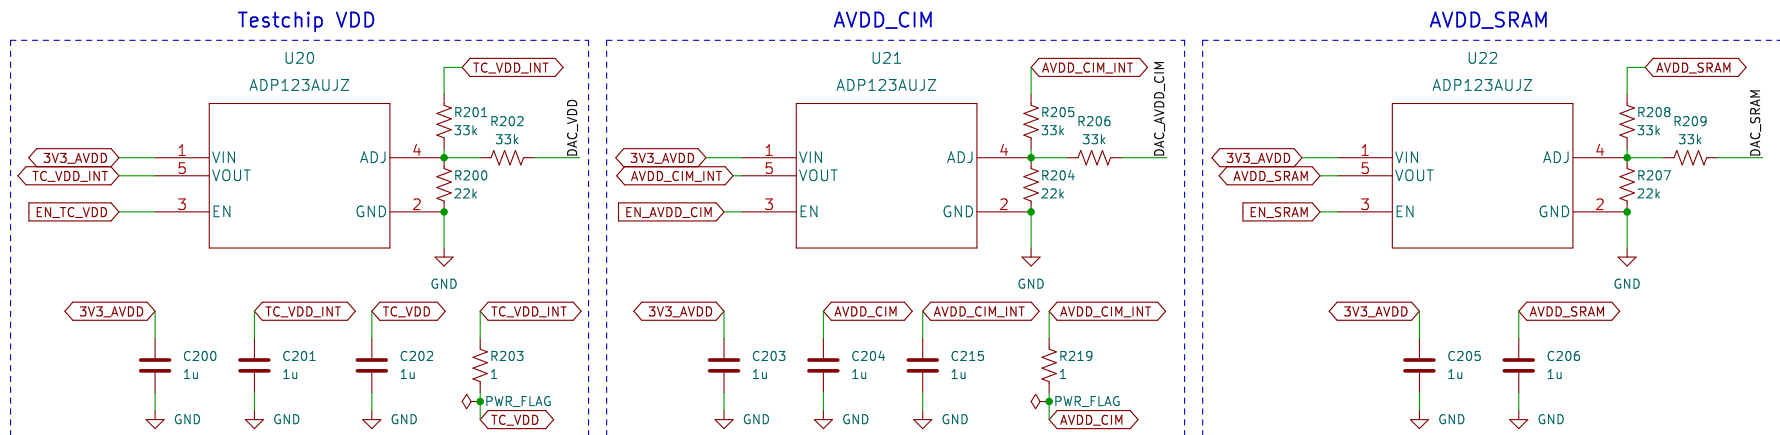 Testchip VDD
U20
ADP123AUJZ
TC_VDD_INT
R201
33k
R202
33k
DAC_VDD
3V3_AVDD
1
VIN
ADJ
4
TC_VDD_INT
5
VOUT
R200
22k
EN_TC_VDD
3
EN
GND
2
GND
3V3_AVDD
TC_VDD_INT
TC_VDD
TC_VDD_INT
C200
1u
C201
1u
C202
1u
R203
1
PWR_FLAG
GND
GND
GND
TC_VDD
AVDD_CIM
U21
ADP123AUJZ
AVDD_CIM_INT
R205
33k
R206
33k
DAC_AVDD_CIM
3V3_AVDD
1
VIN
ADJ
4
AVDD_CIM_INT
5
VOUT
R204
22k
EN_AVDD_CIM
3
EN
GND
2
GND
3V3_AVDD
AVDD_CIM
AVDD_CIM_INT
AVDD_CIM_INT
C203
1u
C204
1u
C215
1u
R219
1
PWR_FLAG
GND
GND
GND
AVDD_CIM
AVDD_SRAM
U22
ADP123AUJZ
AVDD_SRAM
R208
33k
R209
33k
DAC_SRAM
3V3_AVDD
1
VIN
ADJ
4
AVDD_SRAM
5
VOUT
R207
22k
EN_SRAM
3
EN
GND
2
GND
3V3_AVDD
AVDD_SRAM
C205
1u
C206
1u
GND
GND